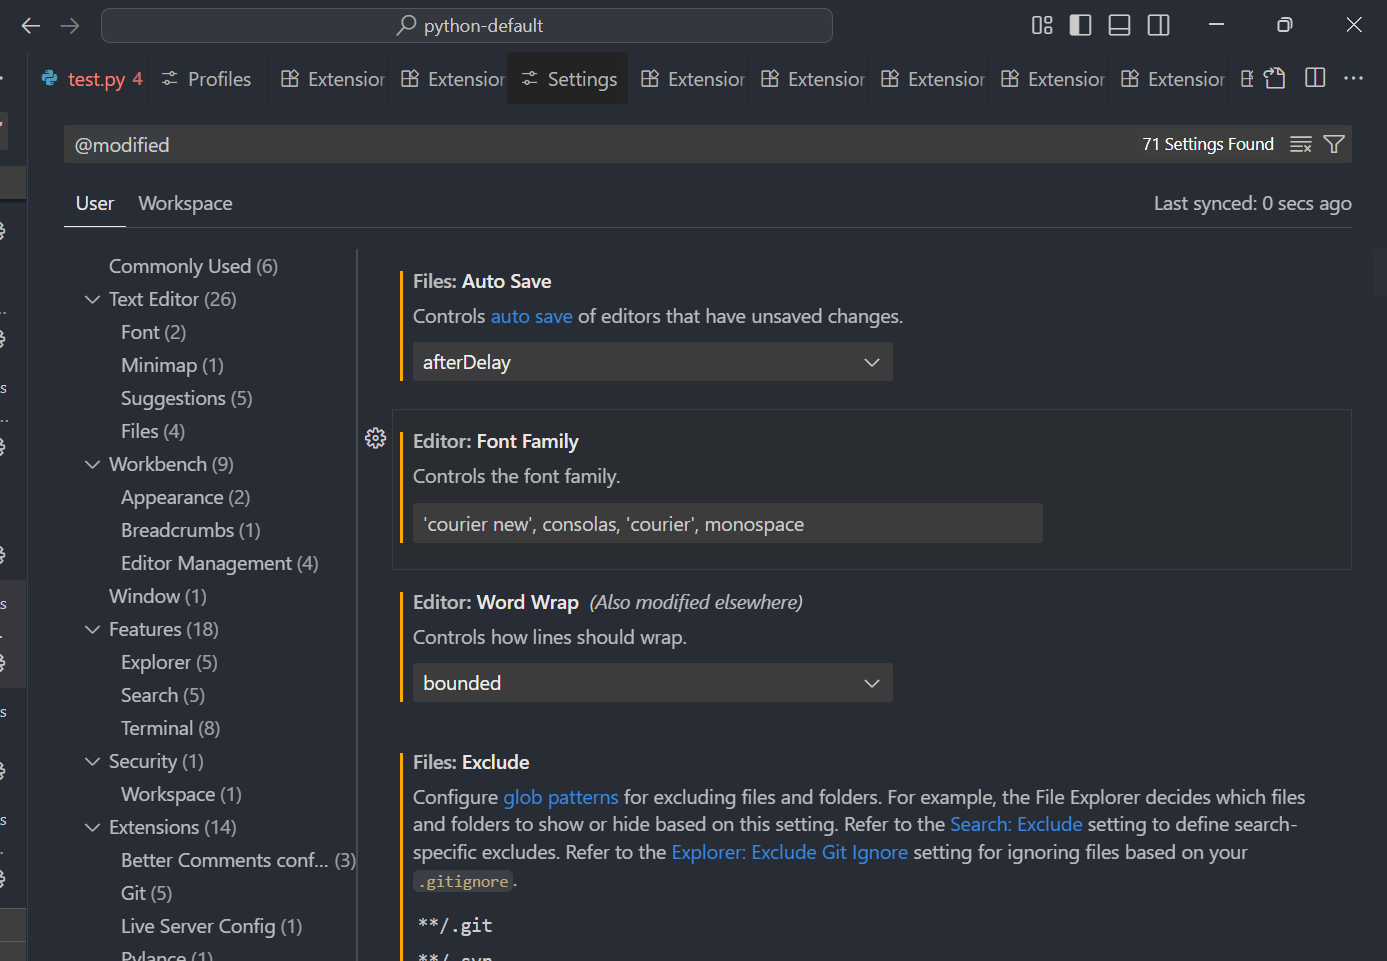 python-default
test.py 4 Profiles Extension Extension Settings Extension Extension Extension Extension Extension
@modified 71 Settings Found
User Workspace Last synced: 0 secs ago
Commonly Used (6)
Text Editor (26)
Font (2)
Minimap (1)
Suggestions (5)
Files (4)
Workbench (9)
Appearance (2)
Breadcrumbs (1)
Editor Management (4)
Window (1)
Features (18)
Explorer (5)
Search (5)
Terminal (8)
Security (1)
Workspace (1)
Extensions (14)
Better Comments conf... (3)
Git (5)
Live Server Config (1)
Pylance (1)
Files: Auto Save
Controls auto save of editors that have unsaved changes.
afterDelay
Editor: Font Family
Controls the font family.
'courier new', consolas, 'courier', monospace
Editor: Word Wrap (Also modified elsewhere)
Controls how lines should wrap.
bounded
Files: Exclude
Configure glob patterns for excluding files and folders. For example, the File Explorer decides which files
and folders to show or hide based on this setting. Refer to the Search: Exclude setting to define search-
specific excludes. Refer to the Explorer: Exclude Git Ignore setting for ignoring files based on your
.gitignore.
**/.git
**/.svn